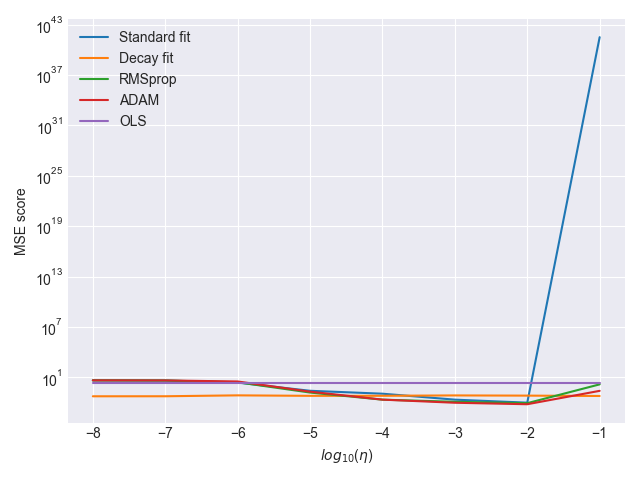 10^43
10^37
10^31
10^25
10^19
10^13
10^7
10^1
MSE score
Standard fit
Decay fit
RMSprop
ADAM
OLS
−8 −7 −6 −5 −4 −3 −2 −1
log₁₀(η)